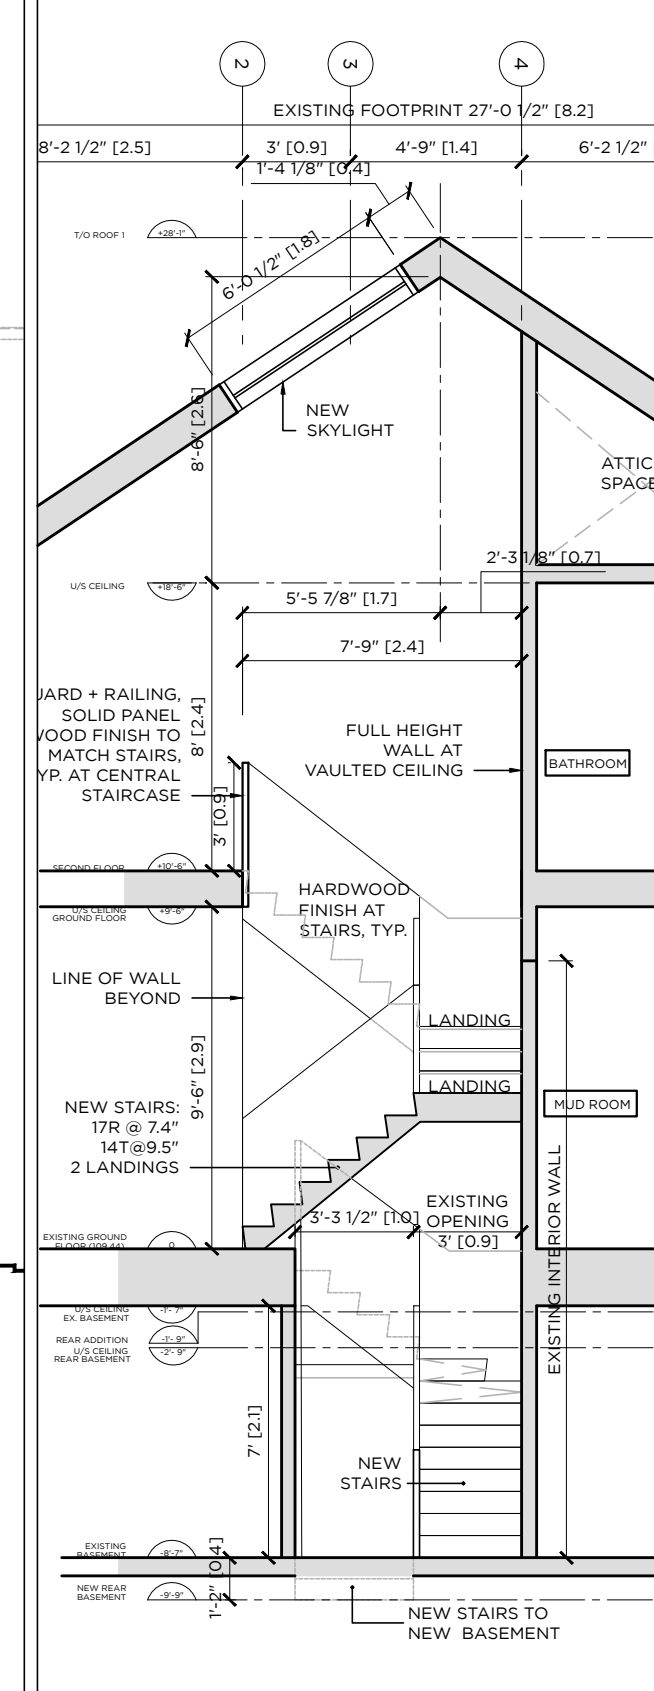 2
3
4
EXISTING FOOTPRINT 27'-0 1/2" [8.2]
8'-2 1/2" [2.5]
3' [0.9]
4'-9" [1.4]
6'-2 1/2"
1'-4 1/8" [0.4]
T/O ROOF 1
+28'-1"
6'-0 1/2" [1.8]
8'-6" [2.6]
NEW
SKYLIGHT
ATTIC
SPACE
2'-3 1/8" [0.7]
U/S CEILING
+18'-6"
5'-5 7/8" [1.7]
7'-9" [2.4]
UARD + RAILING,
SOLID PANEL
WOOD FINISH TO
MATCH STAIRS,
YP. AT CENTRAL
STAIRCASE
8' [2.4]
3' [0.9]
FULL HEIGHT
WALL AT
VAULTED CEILING
BATHROOM
SECOND FLOOR
+10'-6"
U/S CEILING
GROUND FLOOR
+9'-6"
HARDWOOD
FINISH AT
STAIRS, TYP.
LINE OF WALL
BEYOND
9'-6" [2.9]
LANDING
LANDING
NEW STAIRS:
17R @ 7.4"
14T@9.5"
2 LANDINGS
MUD ROOM
EXISTING INTERIOR WALL
3'-3 1/2" [1.0]
EXISTING
OPENING
3' [0.9]
EXISTING GROUND
FLOOR (109.44)
0
U/S CEILING
EX. BASEMENT
-1'- 7"
REAR ADDITION
-1'- 9"
U/S CEILING
REAR BASEMENT
-2'- 9"
7' [2.1]
NEW
STAIRS
EXISTING
BASEMENT
-8'-7"
NEW REAR
BASEMENT
-9'-9"
1'-2" [0.4]
NEW STAIRS TO
NEW BASEMENT